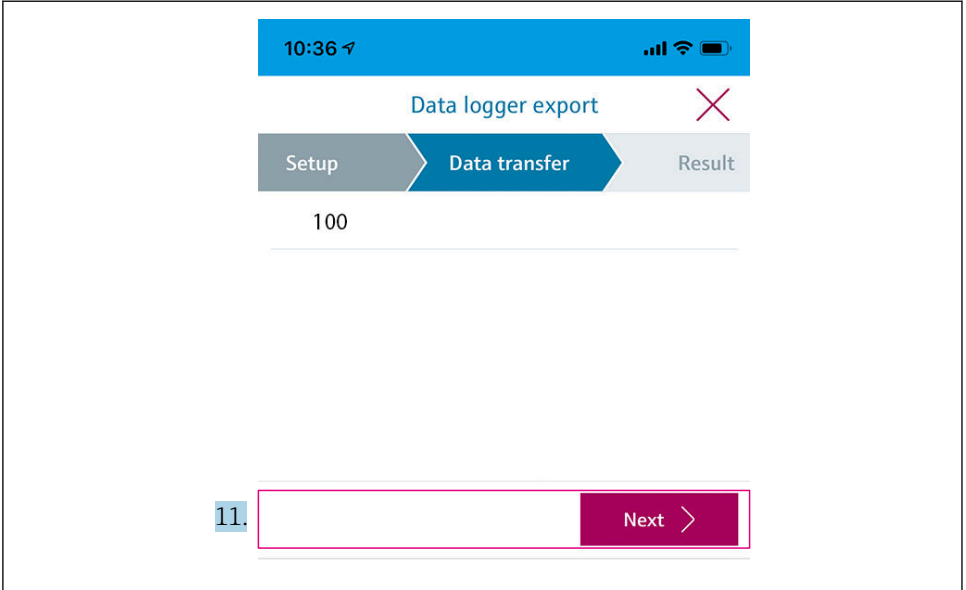 10:36
Data logger export
Setup Data transfer Result
100
11. Next